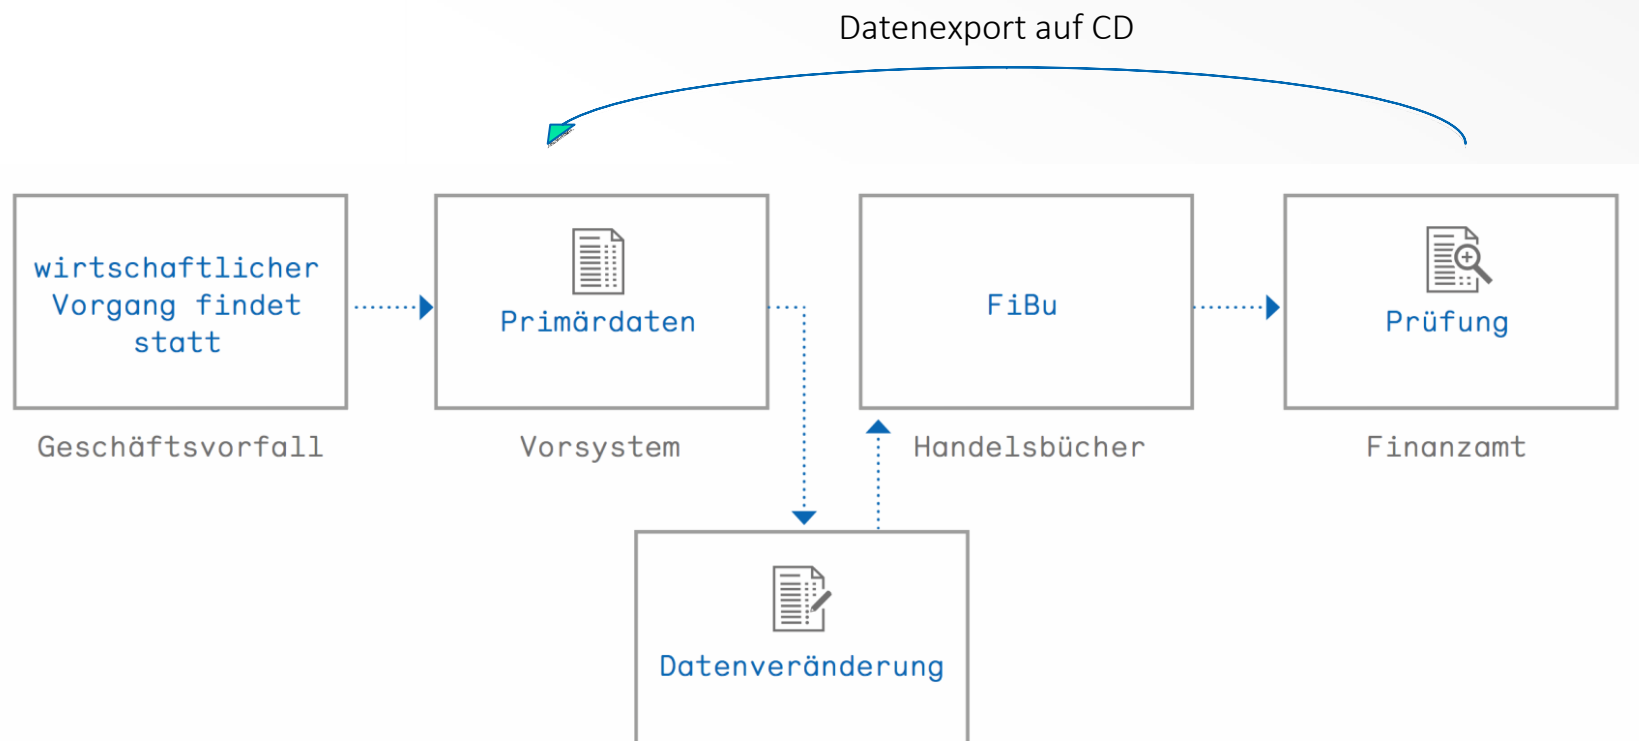 Datenexport auf CD
wirtschaftlicher
Vorgang findet
statt
Primärdaten
FiBu
Prüfung
Geschäftsvorfall
Vorsystem
Handelsbücher
Finanzamt
Datenveränderung